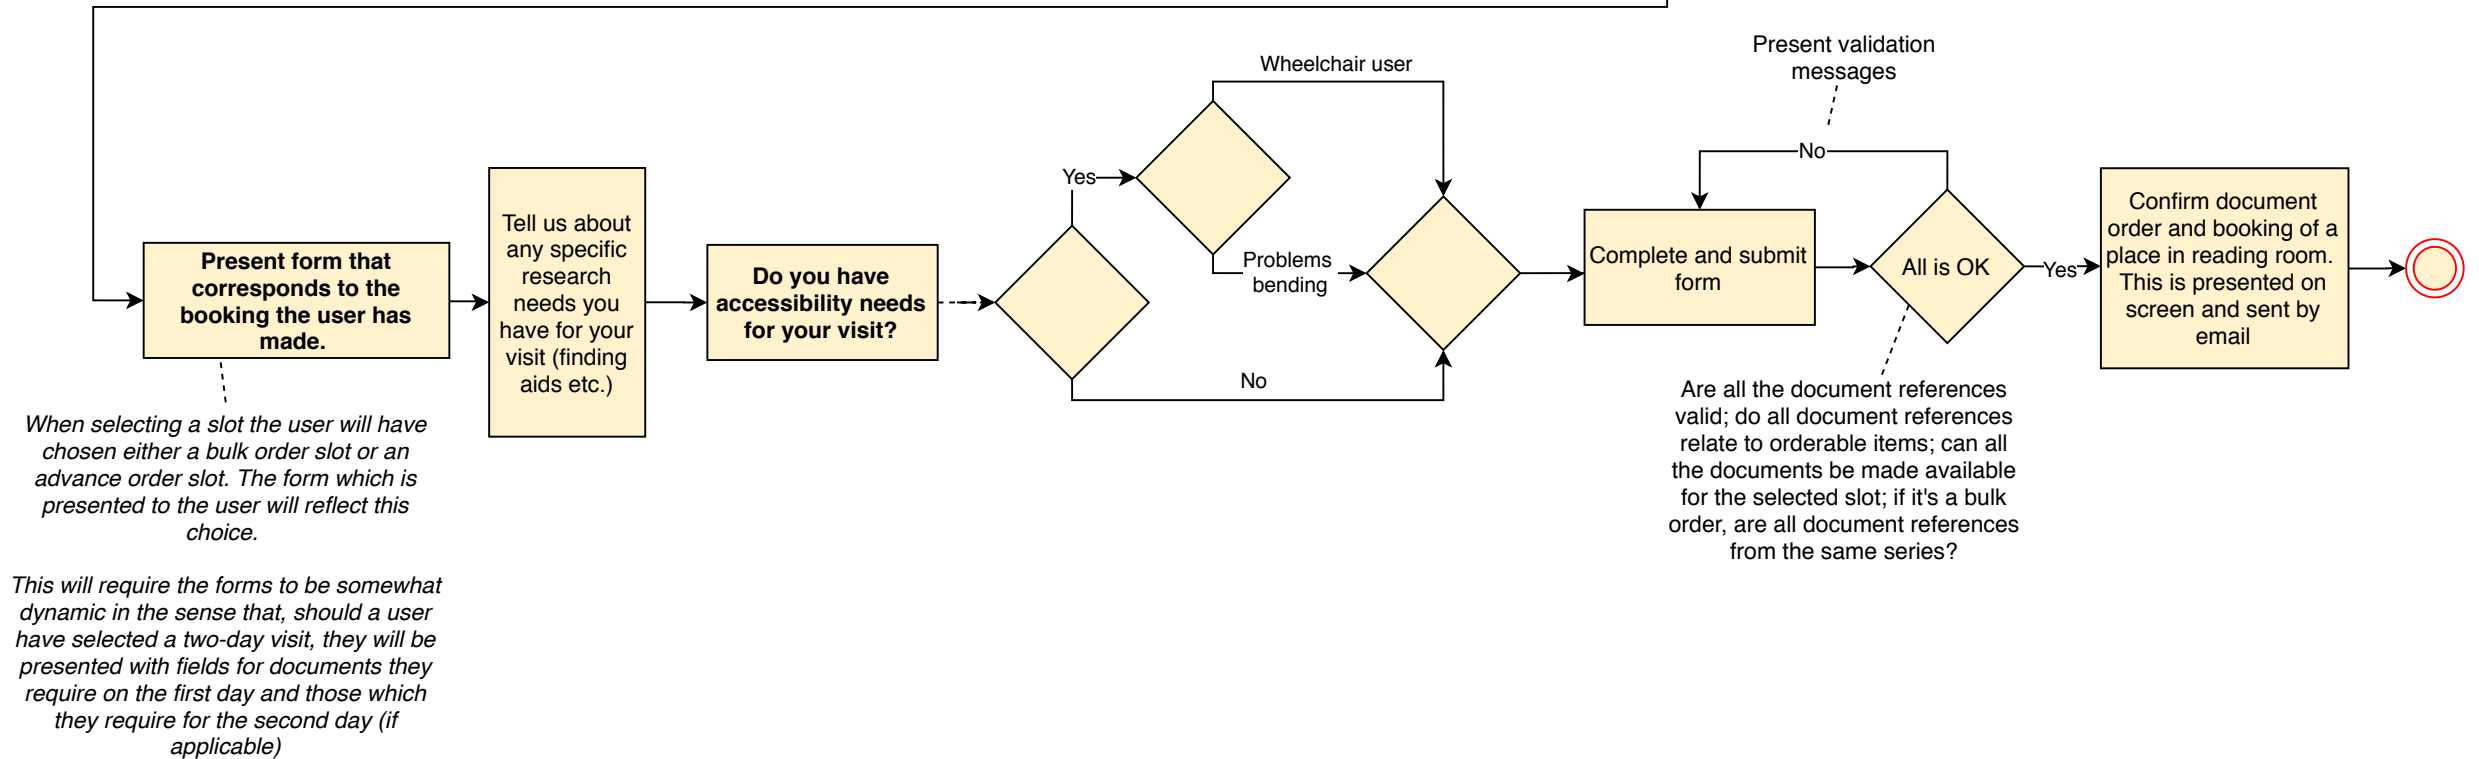 Present form that
corresponds to the
booking the user has
made.
When selecting a slot the user will have
chosen either a bulk order slot or an
advance order slot. The form which is
presented to the user will reflect this
choice.
This will require the forms to be somewhat
dynamic in the sense that, should a user
have selected a two-day visit, they will be
presented with fields for documents they
require on the first day and those which
they require for the second day (if
applicable)
Tell us about
any specific
research
needs you
have for your
visit (finding
aids etc.)
Do you have
accessibility needs
for your visit?
Yes
No
Wheelchair user
Problems
bending
Complete and submit
form
Present validation
messages
No
All is OK
Are all the document references
valid; do all document references
relate to orderable items; can all
the documents be made available
for the selected slot; if it's a bulk
order, are all document references
from the same series?
Yes
Confirm document
order and booking of a
place in reading room.
This is presented on
screen and sent by
email